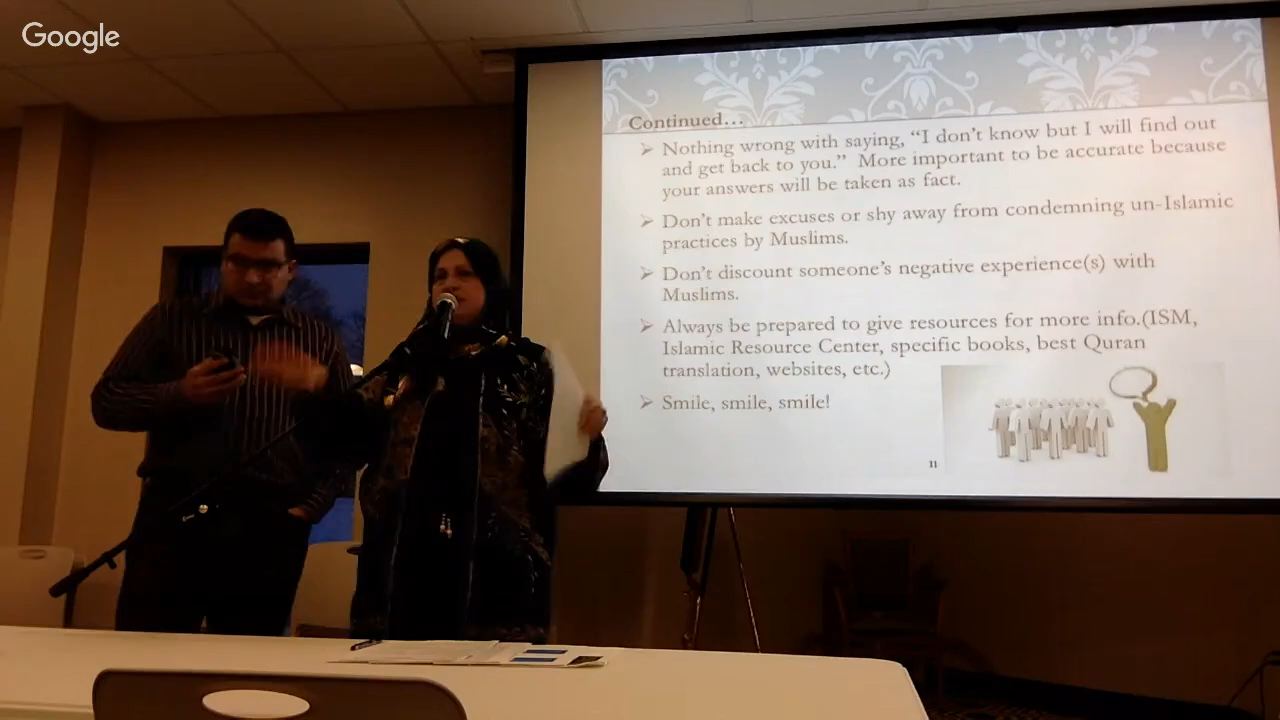 Google
Continued…
➢ Nothing wrong with saying, “I don’t know but I will find out
and get back to you.” More important to be accurate because
your answers will be taken as fact.
➢ Don’t make excuses or shy away from condemning un-Islamic
practices by Muslims.
➢ Don’t discount someone’s negative experience(s) with
Muslims.
➢ Always be prepared to give resources for more info.(ISM,
Islamic Resource Center, specific books, best Quran
translation, websites, etc.)
➢ Smile, smile, smile!
11